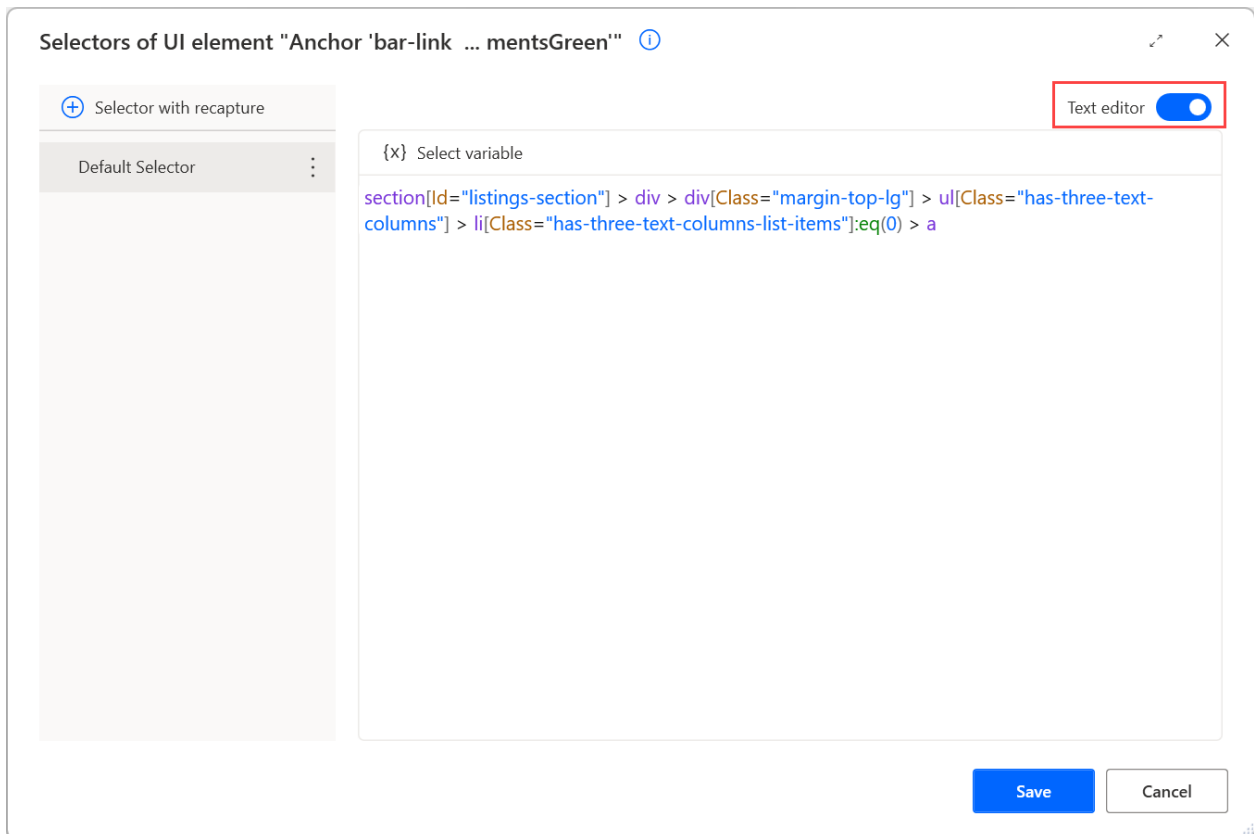 Selectors of UI element "Anchor 'bar-link ... mentsGreen'"
Selector with recapture
Text editor
Default Selector
{x} Select variable
section[Id="listings-section"] > div > div[Class="margin-top-lg"] > ul[Class="has-three-text-
columns"] > li[Class="has-three-text-columns-list-items"]:eq(0) > a
Save
Cancel